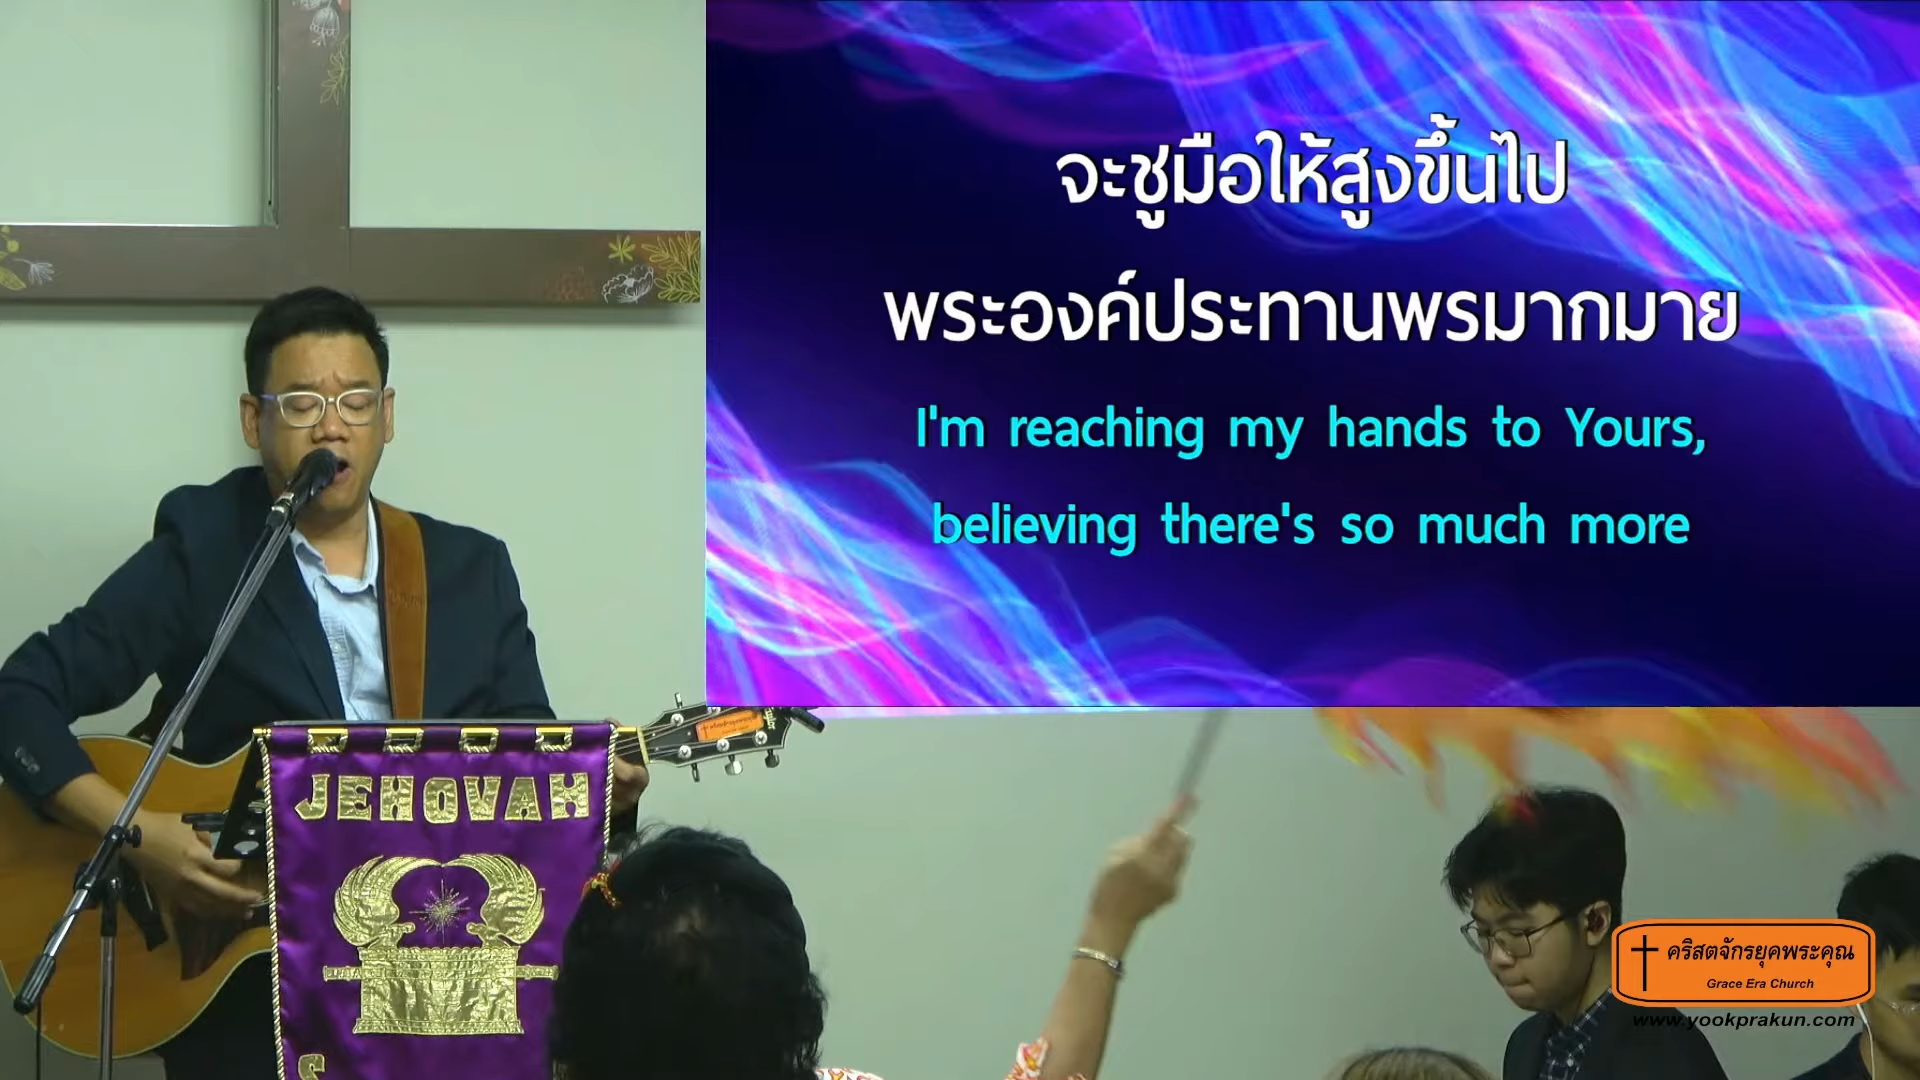 จะชูมือให้สูงขึ้นไป
พระองค์ประทานพรมากมาย
I'm reaching my hands to Yours,
believing there's so much more
JEHOVAH
S
คริสตจักรยุคพระคุณ
Grace Era Church
www.yookprakun.com